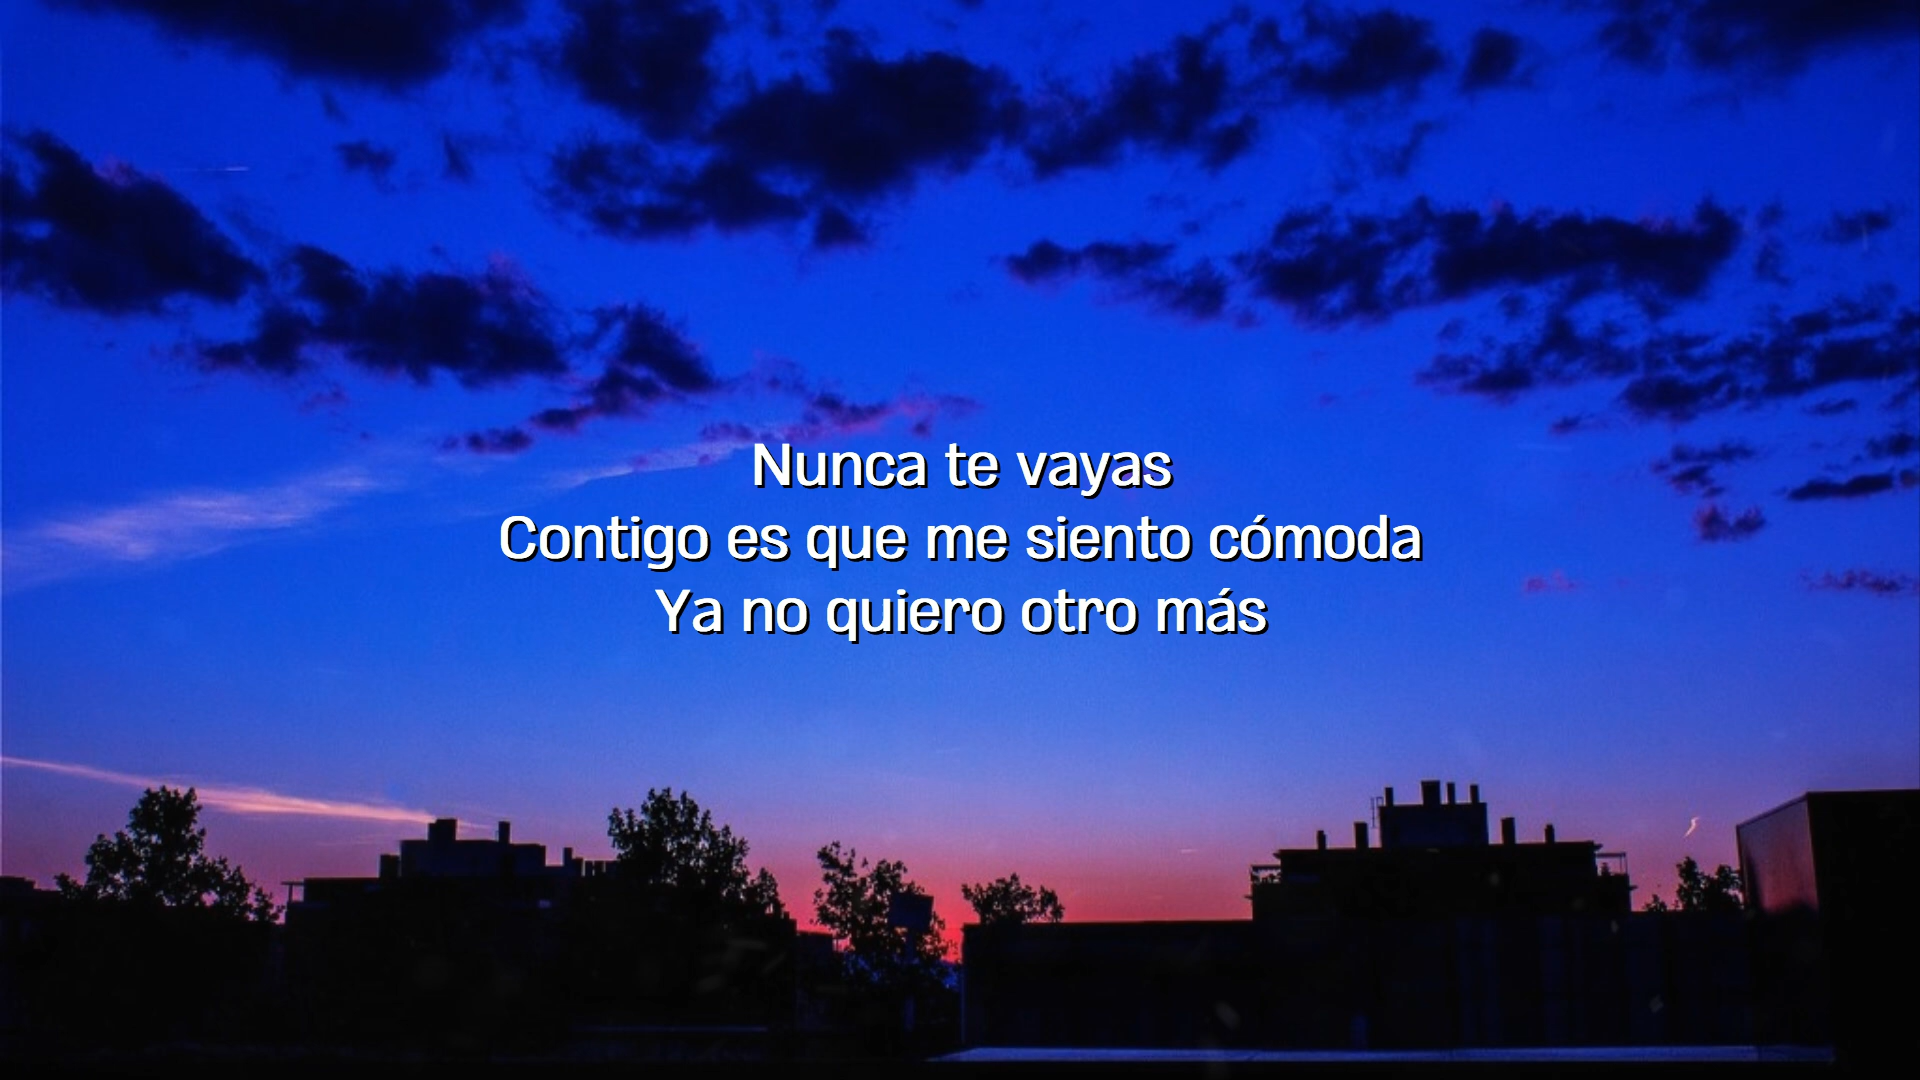 Nunca te vayas
Contigo es que me siento cómoda
Ya no quiero otro más